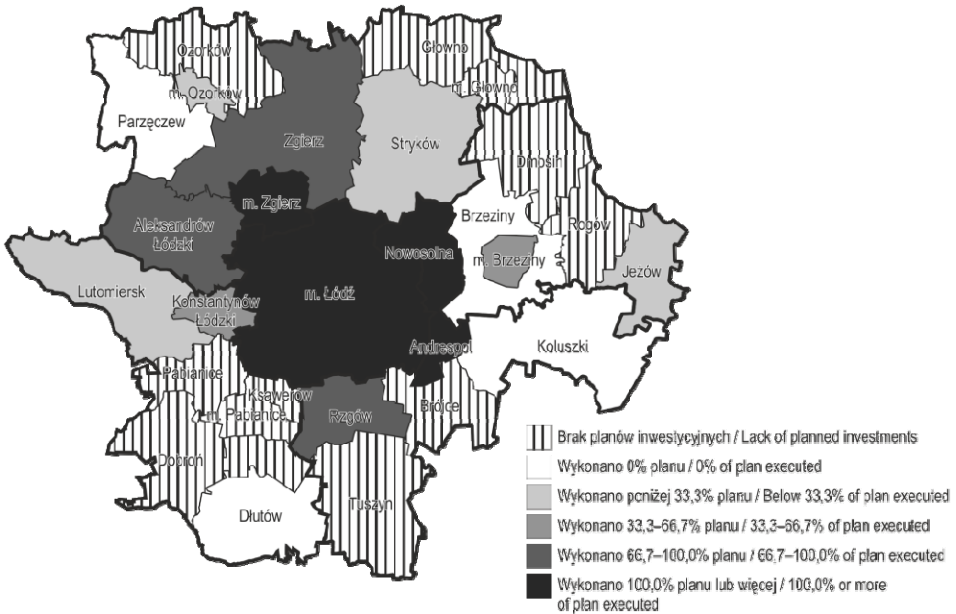 Ozorków
Głowno
m. Głowno
m. Ozorków
Parzęczew
Zgierz
Stryków
Dmosin
m. Zgierz
Brzeziny
Rogów
Aleksandrów
Łódzki
Nowosolna
m. Brzeziny
Jeżów
Lutomiersk
m. Łódź
Konstantynów
Łódzki
Andrespol
Koluszki
Pabianice
Ksawerów
m. Pabianice
Rzgów
Brójce
Dobroń
Tuszyn
Dłutów
Brak planów inwestycyjnych / Lack of planned investments
Wykonano 0% planu / 0% of plan executed
Wykonano poniżej 33,3% planu / Below 33,3% of plan executed
Wykonano 33,3–66,7% planu / 33,3–66,7% of plan executed
Wykonano 66,7–100,0% planu / 66,7–100,0% of plan executed
Wykonano 100,0% planu lub więcej / 100,0% or more
of plan executed